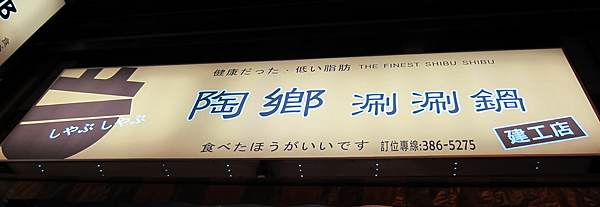 健康だった・低い脂肪 THE FINEST SHIBU SHIBU
陶鄉 涮涮鍋
しゃぶ しゃぶ
建工店
食べたほうがいいです 訂位專線:386-5275